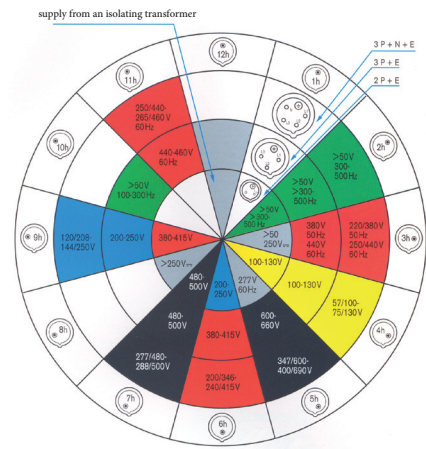 supply from an isolating transformer
3 P + N + E
3 P + E
2 P + E
12h
1h
2h
3h
4h
5h
6h
7h
8h
9h
10h
11h
250/440-
265/460 V
60Hz
440-460V
60Hz
>50V
300-
500Hz
>50V
>300-
500Hz
>50V
>300-
500Hz
>50V
100-300Hz
120/208-
144/250V
200-250V
380-415V
>50
250V
380V
50Hz
440V
60Hz
220/380V
50Hz
250/440V
60Hz
>250V
100-130V
100-130V
57/100-
75/130V
480-
500V
480-
500V
277/480-
288/500V
200-
250V
380-415V
200/346-
240/415V
277V
60Hz
600-
660V
347/600-
400/690V